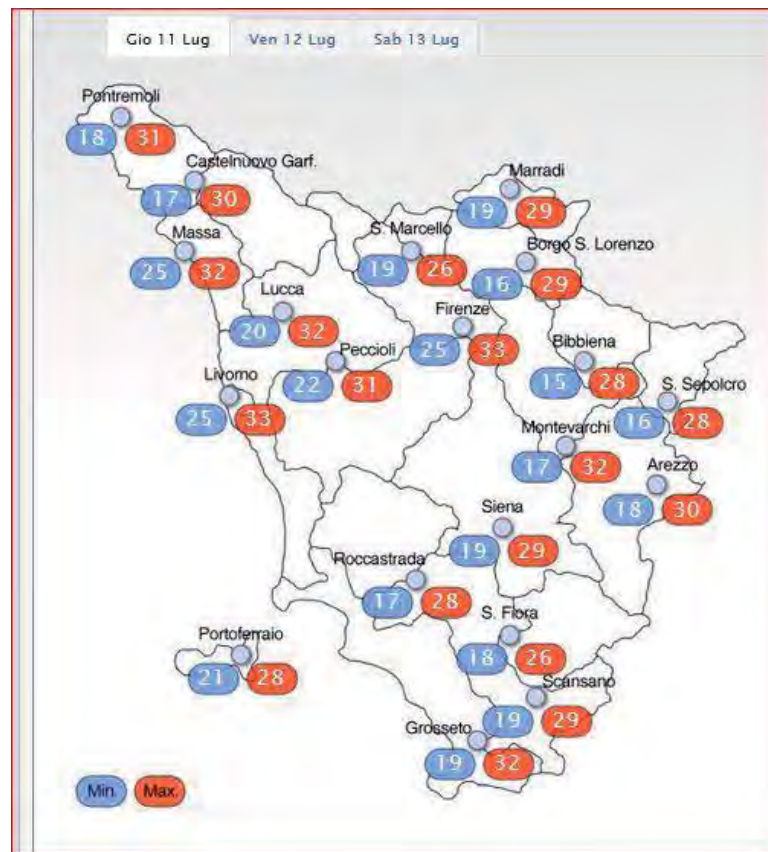 Gio 11 Lug Ven 12 Lug Sab 13 Lug
Pontremoli
18 31
Castelnuovo Garf.
17 30
Marradi
19 29
Massa
25 32
S. Marcello
19 26
Borgo S. Lorenzo
16 29
Lucca
20 32
Firenze
25 33
Peccioli
22 31
Bibbiena
15 28
Livorno
25 33
S. Sepolcro
16 28
Montevarchi
17 32
Arezzo
18 30
Siena
19 29
Roccastrada
17 28
S. Fiora
18 26
Portoferraio
21 28
Scansano
19 29
Grosseto
19 32
Min. Max.